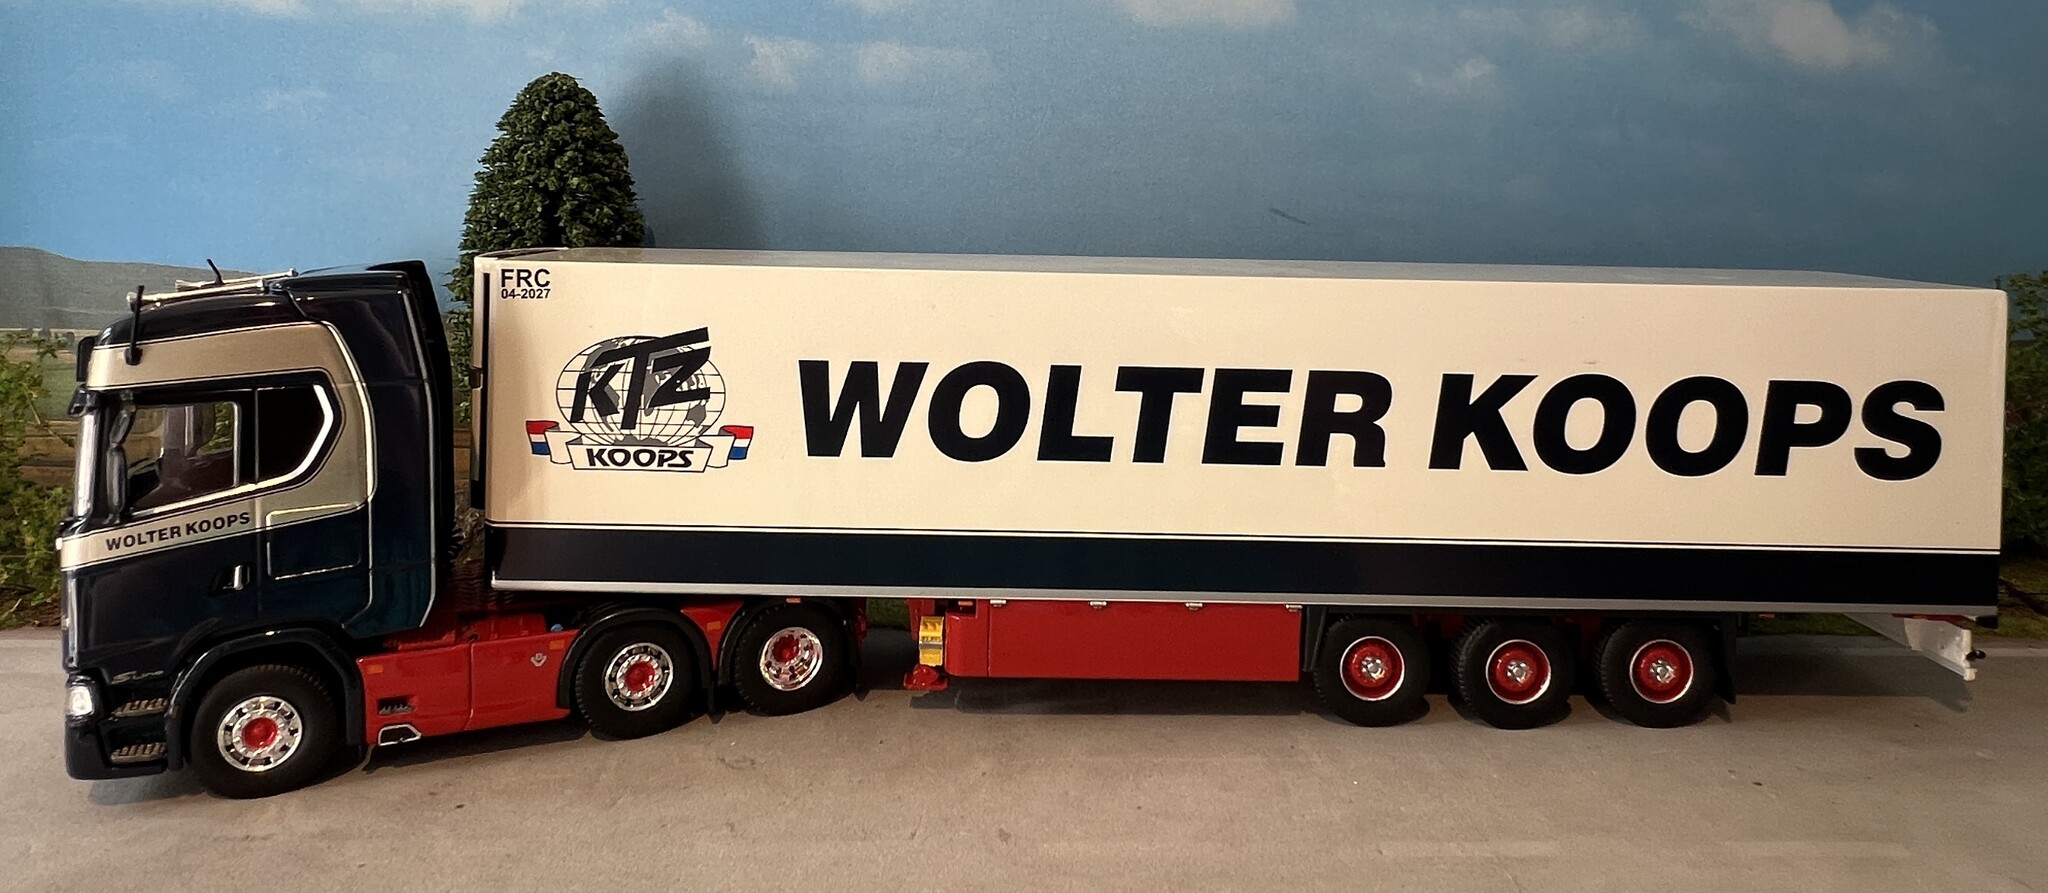 FRC
04-2027
KTZ
KOOPS
WOLTER KOOPS
WOLTER KOOPS